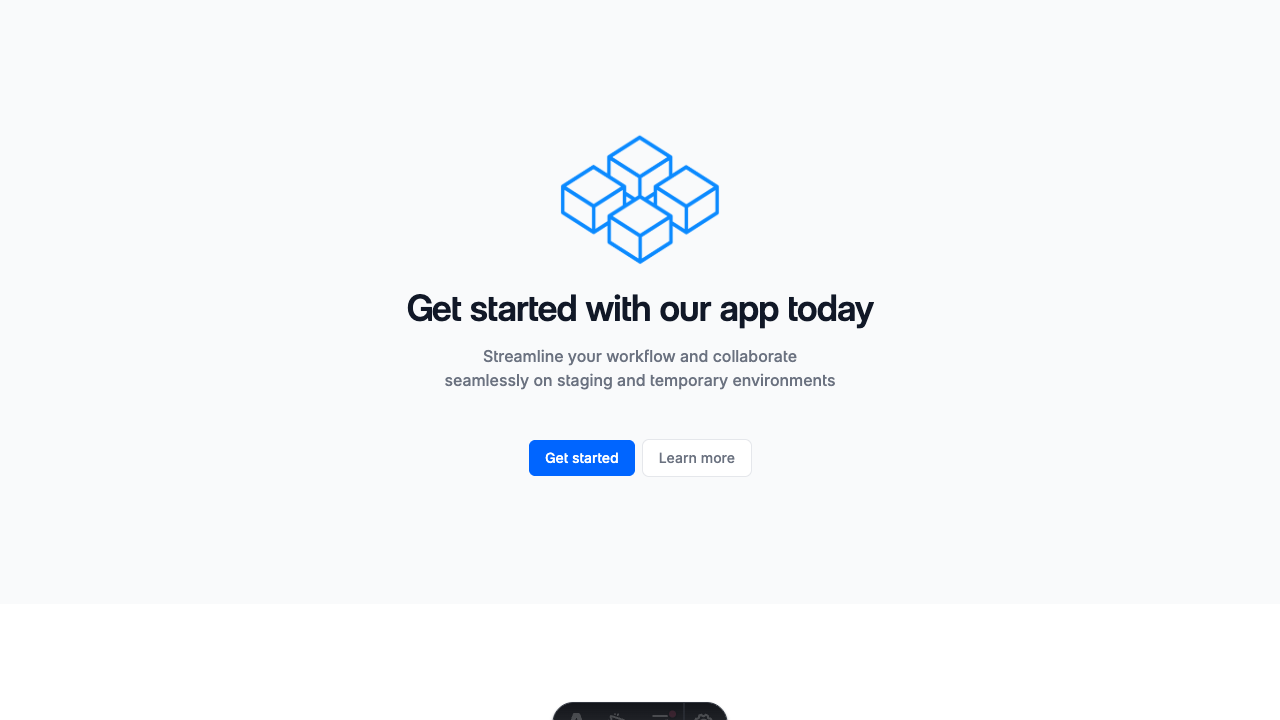 Get started with our app today
Streamline your workflow and collaborate
seamlessly on staging and temporary environments
Get started
Learn more